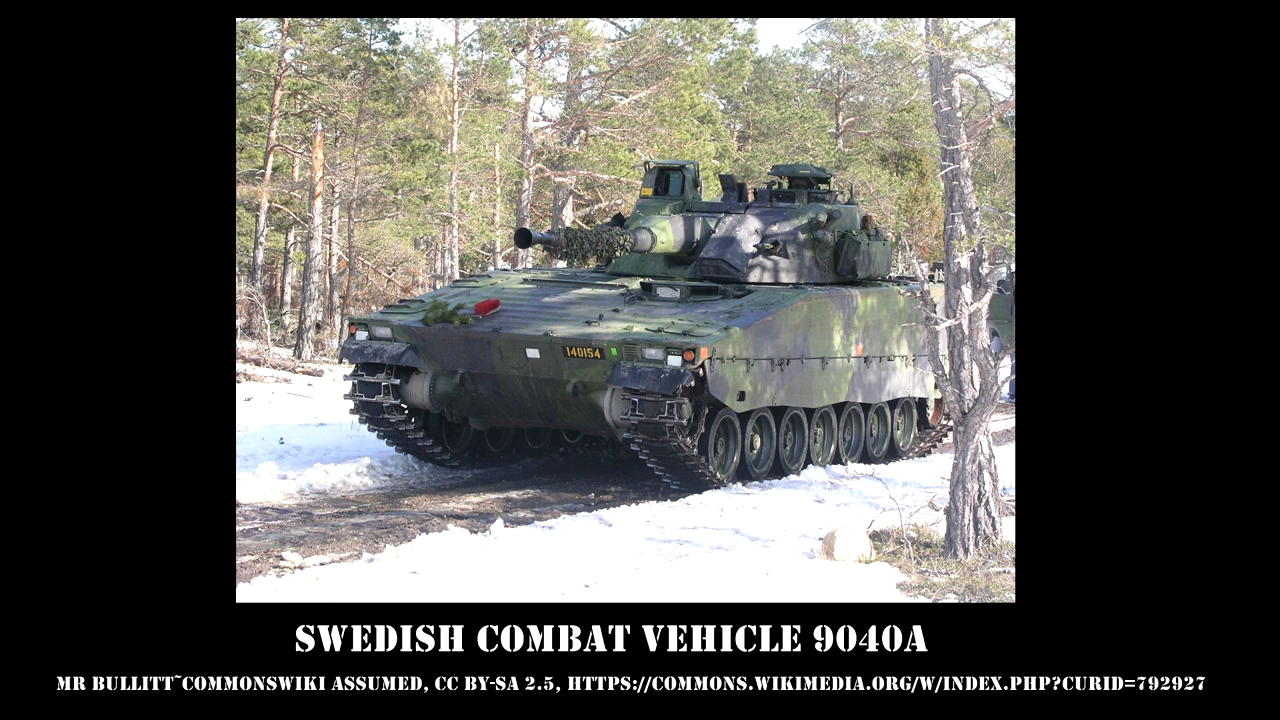 140154
SWEDISH COMBAT VEHICLE 9040A
MR BULLITT~COMMONSWIKI ASSUMED, CC BY-SA 2.5, HTTPS://COMMONS.WIKIMEDIA.ORG/W/INDEX.PHP?CURID=792927